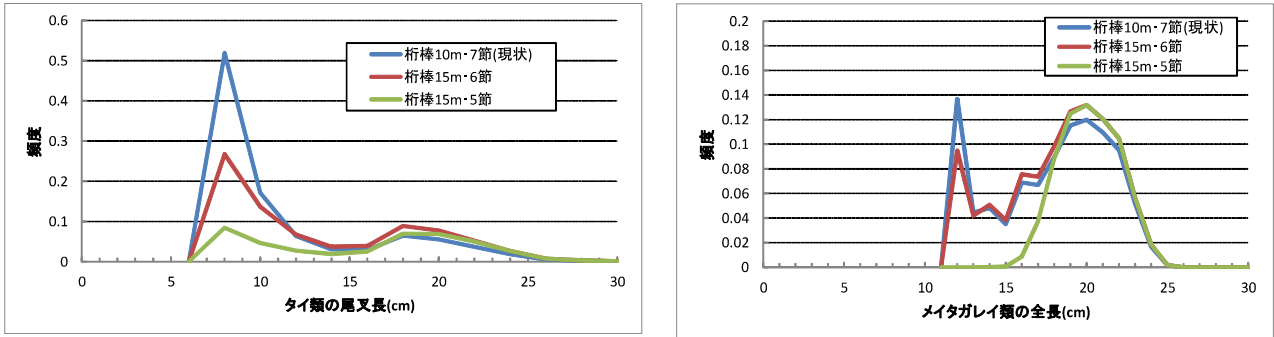 0.6
0.5
0.4
0.3
0.2
0.1
0
頻度
桁棒10m・7節(現状)
桁棒15m・6節
桁棒15m・5節
0 5 10 15 20 25 30
タイ類の尾叉長(cm)
0.2
0.18
0.16
0.14
0.12
0.1
0.08
0.06
0.04
0.02
0
頻度
桁棒10m・7節(現状)
桁棒15m・6節
桁棒15m・5節
0 5 10 15 20 25 30
メイタガレイ類の全長(cm)